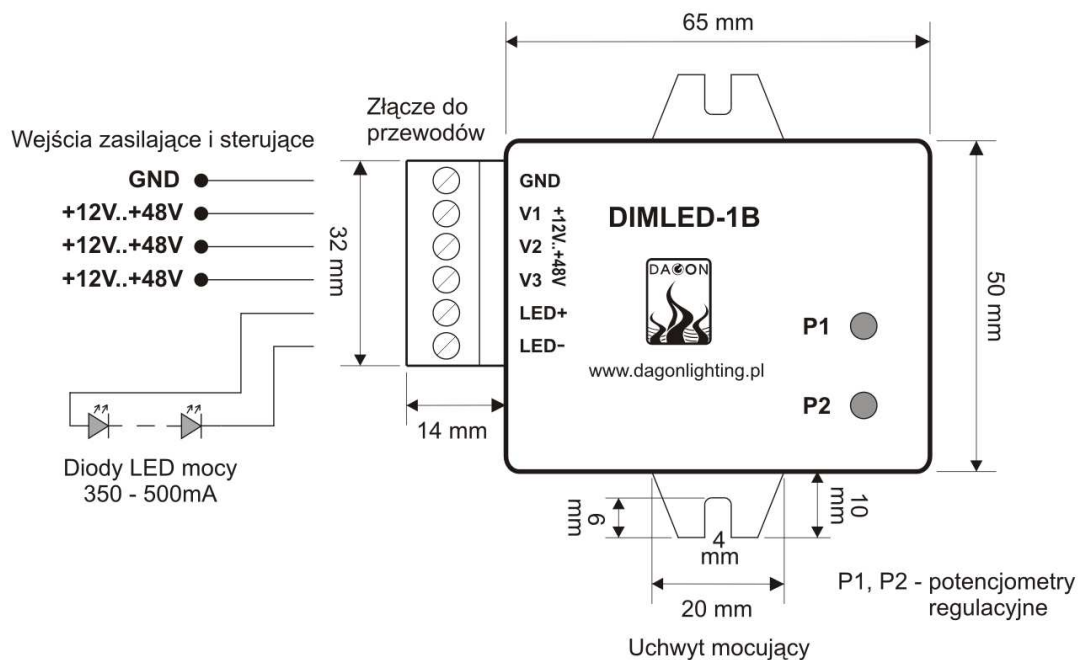 65 mm
Złącze do
przewodów
Wejścia zasilające i sterujące
GND
+12V..+48V
+12V..+48V
+12V..+48V
32 mm
14 mm
GND
V1
V2
V3
+12V..+48V
LED+
LED-
DIMLED-1B
DAGON
www.dagonlighting.pl
P1
P2
50 mm
Diody LED mocy
350 - 500mA
6
mm
4
mm
10
mm
20 mm
Uchwyt mocujący
P1, P2 - potencjometry
regulacyjne